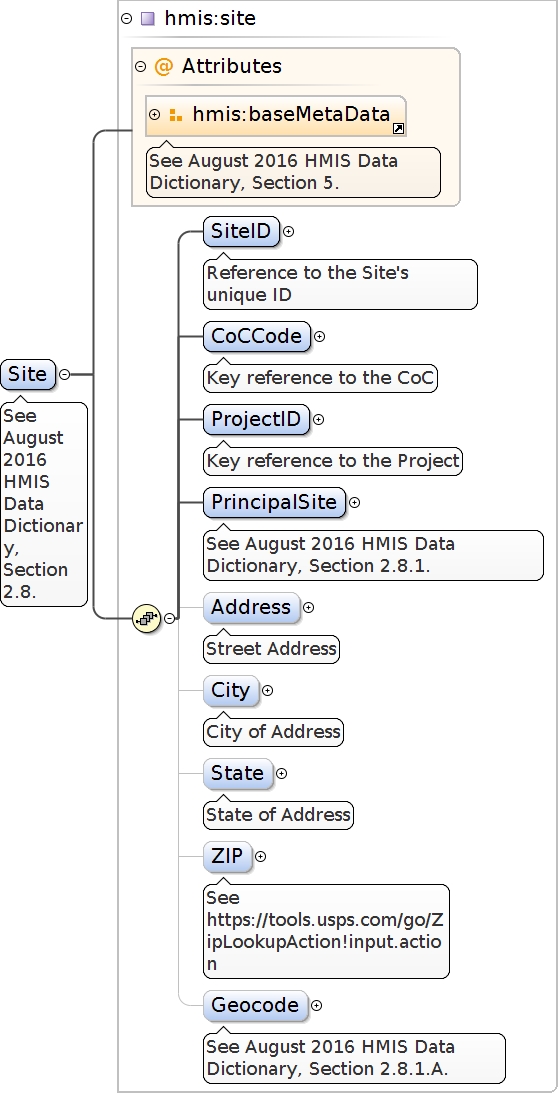 hmis:site
@ Attributes
hmis:baseMetaData
See August 2016 HMIS Data
Dictionary, Section 5.
Site
See
August
2016
HMIS
Data
Dictionar
y,
Section
2.8.
SiteID
Reference to the Site's
unique ID
CoCCode
Key reference to the CoC
ProjectID
Key reference to the Project
PrincipalSite
See August 2016 HMIS Data
Dictionary, Section 2.8.1.
Address
Street Address
City
City of Address
State
State of Address
ZIP
See
https://tools.usps.com/go/Z
ipLookupAction!input.actio
n
Geocode
See August 2016 HMIS Data
Dictionary, Section 2.8.1.A.